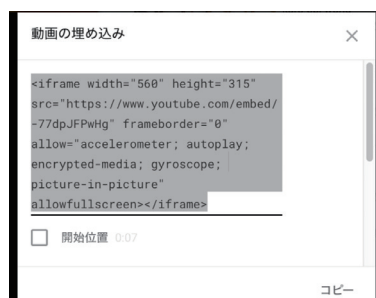 動画の埋め込み
<iframe width="560" height="315"
src="https://www.youtube.com/embed/
-77dpJFPwHg" frameborder="0"
allow="accelerometer; autoplay;
encrypted-media; gyroscope;
picture-in-picture"
allowfullscreen></iframe>
開始位置 0:07
コピー